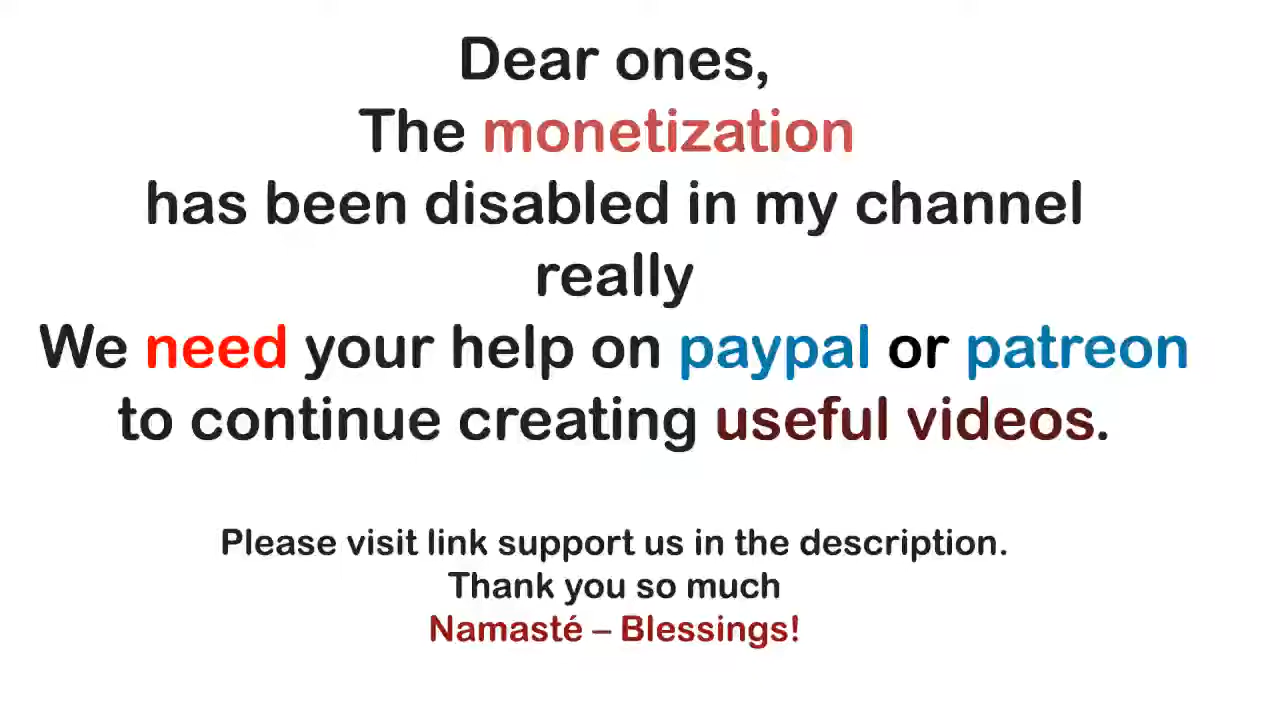 Dear ones,
The monetization
has been disabled in my channel
really
We need your help on paypal or patreon
to continue creating useful videos.
Please visit link support us in the description.
Thank you so much
Namasté – Blessings!